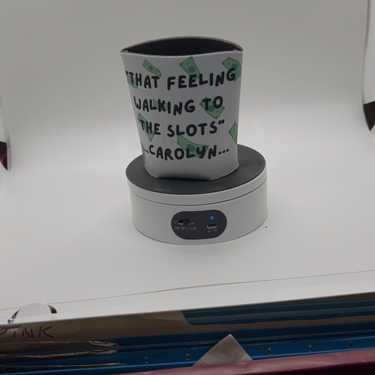 "THAT FEELING
WALKING TO
THE SLOTS"
...CAROLYN...